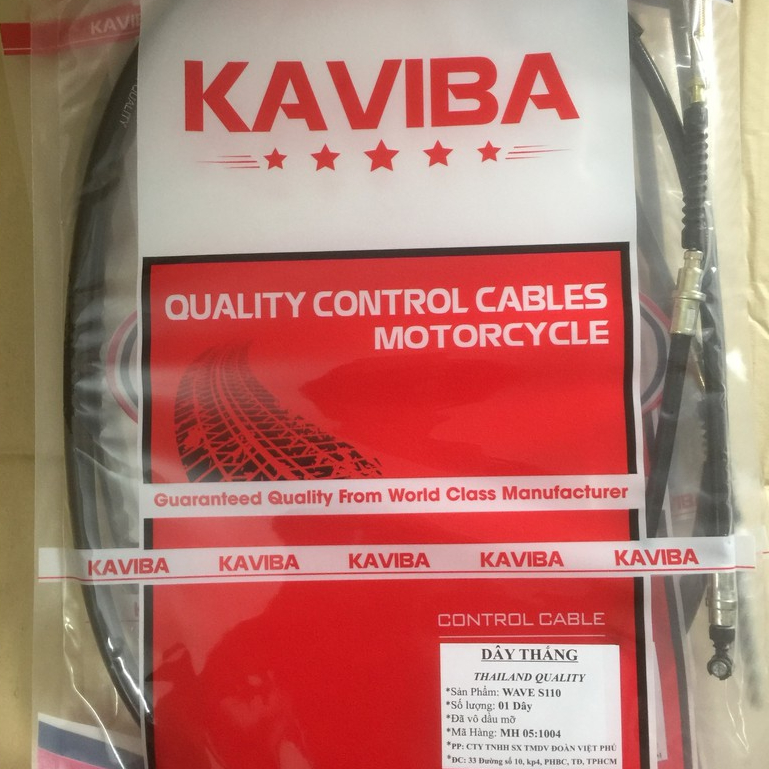 KAVIBA
QUALITY
KAVIBA
QUALITY CONTROL CABLES
MOTORCYCLE
Guaranteed Quality From World Class Manufacturer
KAVIBA KAVIBA KAVIBA KAVIBA KAVIBA
CONTROL CABLE
DÂY THẮNG
THAILAND QUALITY
*Sản Phẩm: WAVE S110
*Số lượng: 01 Dây
*Đã vô dầu mỡ
*Mã Hàng: MH 05:1004
*PP: CTY TNHH SX TMDV ĐOÀN VIỆT PHÚ
*ĐC: 33 Đường số 10, kp4, PHBC, TĐ, TPHCM